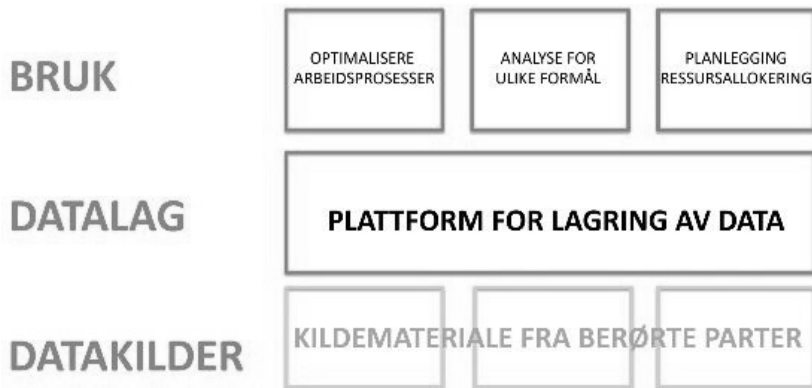 BRUK
OPTIMALISERE
ARBEIDSPROSESSER
ANALYSE FOR
ULIKE FORMÅL
PLANLEGGING
RESSURSALLOKERING
DATALAG
PLATTFORM FOR LAGRING AV DATA
DATAKILDER
KILDEMATERIALE FRA BERØRTE PARTER